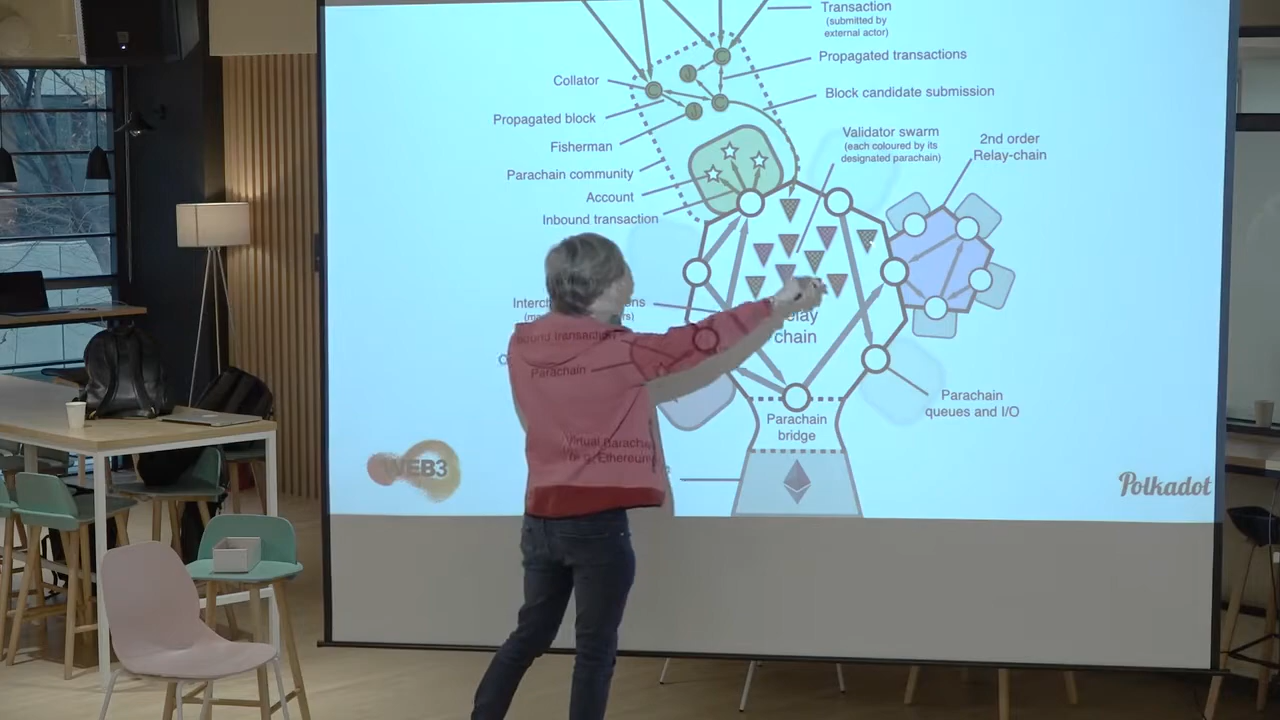 Transaction
(submitted by
external actor)
Propagated transactions
Collator
Block candidate submission
Propagated block
Validator swarm
(each coloured by its
designated parachain)
2nd order
Relay-chain
Fisherman
Parachain community
Account
Inbound transaction
chain
Parachain
Parachain
queues and I/O
Parachain
bridge
WEB3
Polkadot